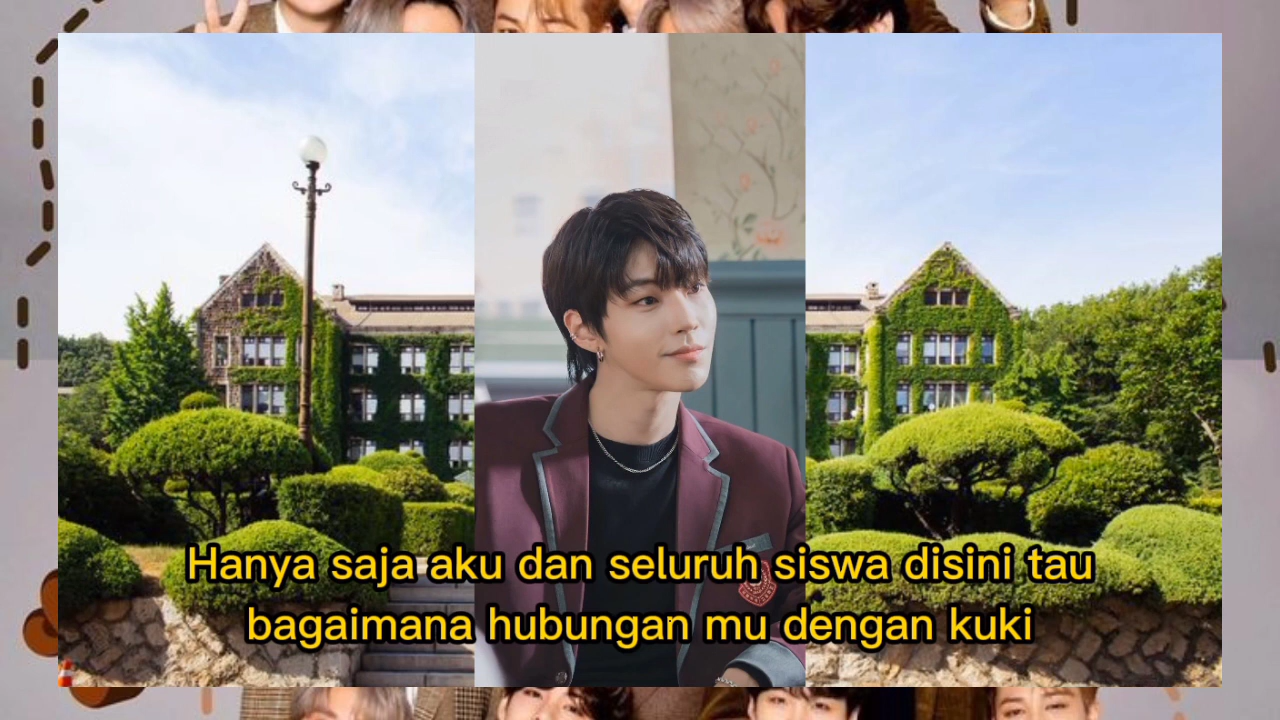 Hanya saja aku dan seluruh siswa disini tau
bagaimana hubungan mu dengan kuki